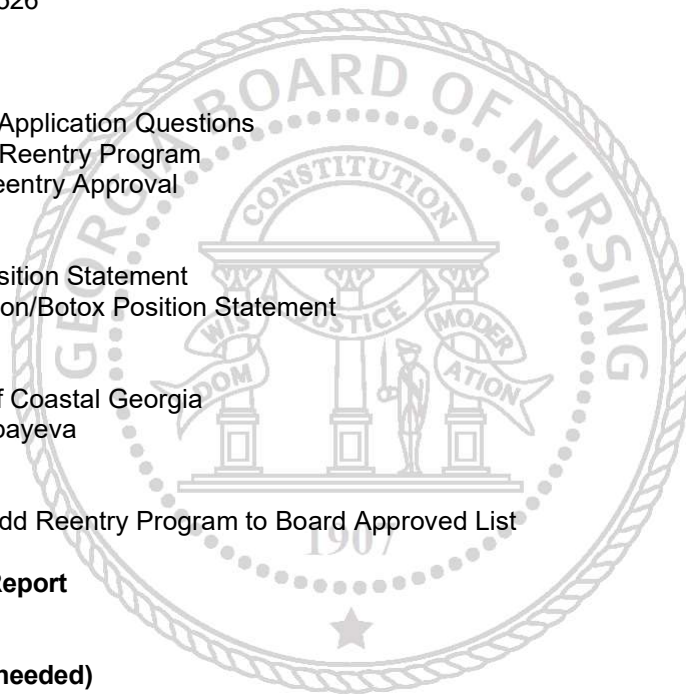 Application Questions
Reentry Program
eentry Approval
sition Statement
on/Botox Position Statement
f Coastal Georgia
bayeva
dd Reentry Program to Board Approved List
Report
needed)
GEORGIA BOARD OF NURSING
CONSTITUTION
WISDOM
JUSTICE
MODERATION
1907